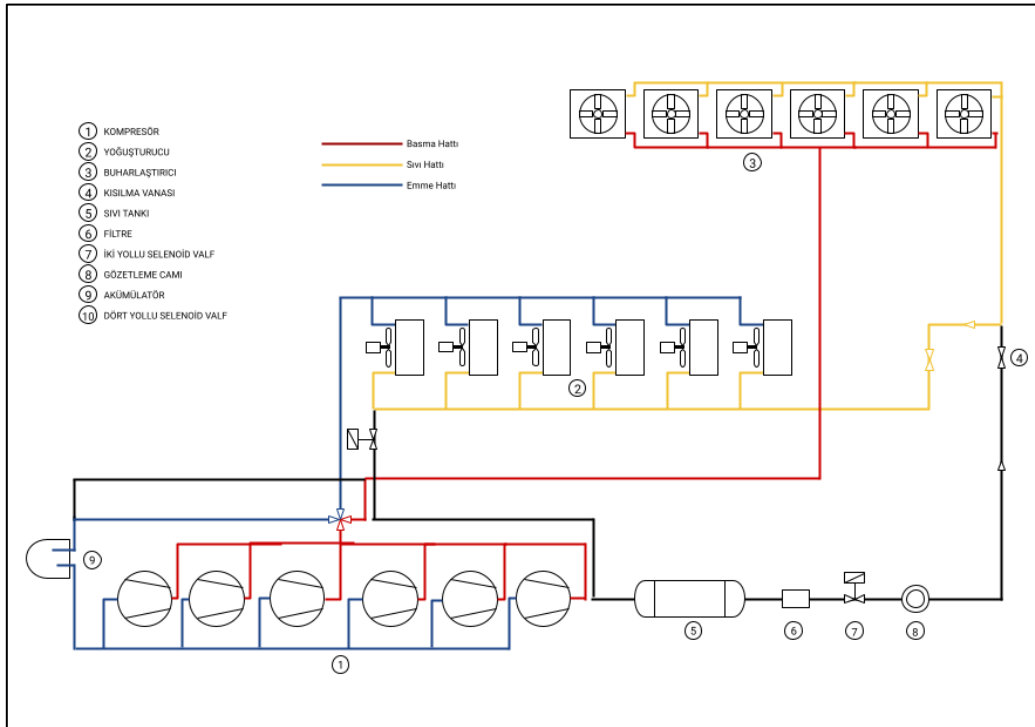 1 KOMPRESÖR
2 YOĞUŞTURUCU
3 BUHARLAŞTIRICI
4 KISILMA VANASI
5 SIVI TANKI
6 FİLTRE
7 İKİ YOLLU SELENOİD VALF
8 GÖZETLEME CAMI
9 AKÜMÜLATÖR
10 DÖRT YOLLU SELENOİD VALF
Basma Hattı
Sıvı Hattı
Emme Hattı
3
4
2
9
1
5
6
7
8